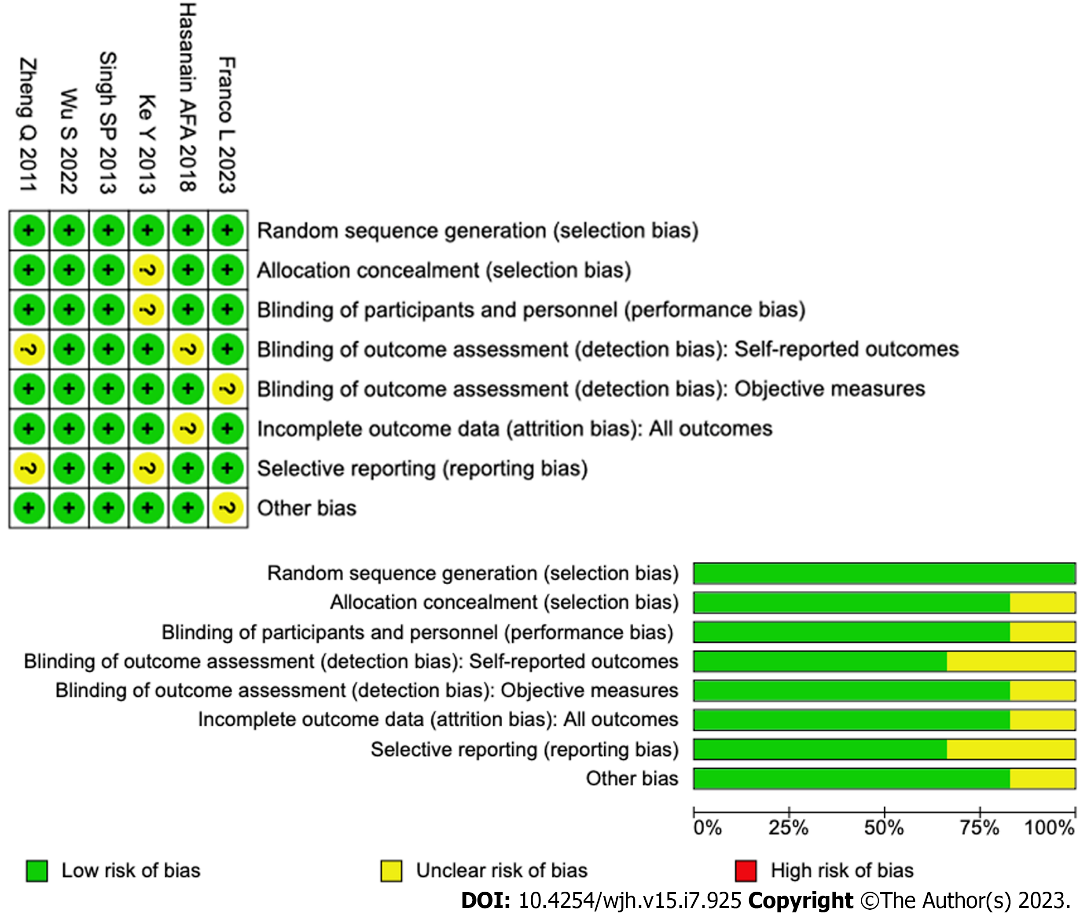 Zheng Q 2011
Wu S 2022
Singh SP 2013
Ke Y 2013
Hasanain AFA 2018
Franco L 2023
+ + + + + + Random sequence generation (selection bias)
+ + + ? + + Allocation concealment (selection bias)
+ + + ? + + Blinding of participants and personnel (performance bias)
? + + + ? + Blinding of outcome assessment (detection bias): Self-reported outcomes
+ + + + + ? Blinding of outcome assessment (detection bias): Objective measures
+ + + + ? + Incomplete outcome data (attrition bias): All outcomes
? + + ? + + Selective reporting (reporting bias)
+ + + + + ? Other bias
Random sequence generation (selection bias)
Allocation concealment (selection bias)
Blinding of participants and personnel (performance bias)
Blinding of outcome assessment (detection bias): Self-reported outcomes
Blinding of outcome assessment (detection bias): Objective measures
Incomplete outcome data (attrition bias): All outcomes
Selective reporting (reporting bias)
Other bias
0% 25% 50% 75% 100%
Low risk of bias Unclear risk of bias High risk of bias
DOI: 10.4254/wjh.v15.i7.925 Copyright ©The Author(s) 2023.